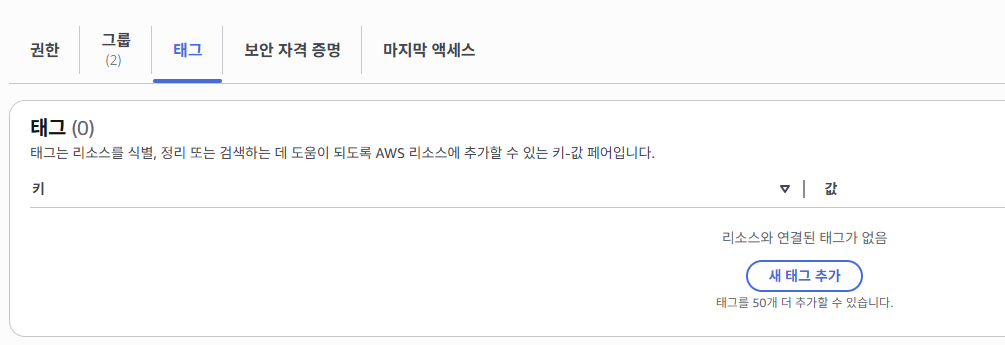 권한
그룹
(2)
태그
보안 자격 증명
마지막 액세스
태그 (0)
태그는 리소스를 식별, 정리 또는 검색하는 데 도움이 되도록 AWS 리소스에 추가할 수 있는 키-값 페어입니다.
키
값
리소스와 연결된 태그가 없음
새 태그 추가
태그를 50개 더 추가할 수 있습니다.